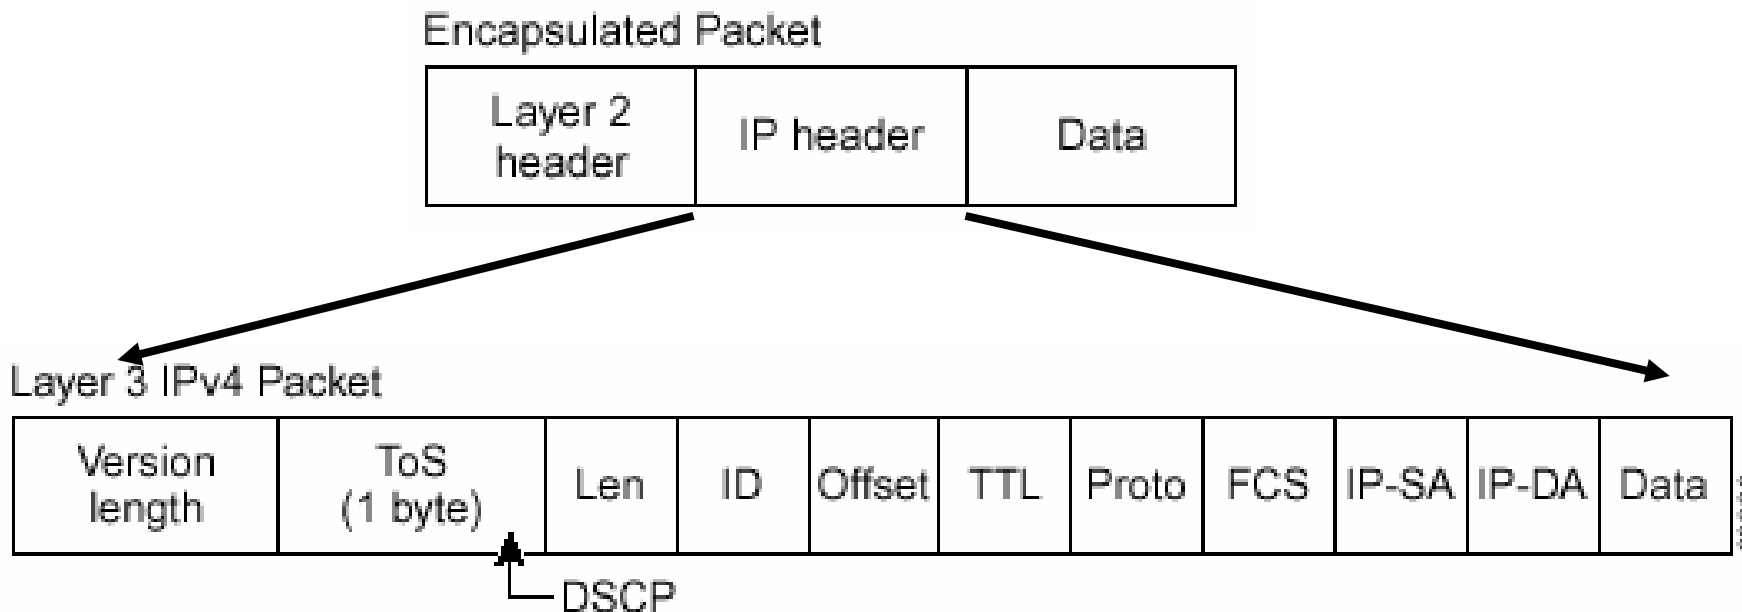 Encapsulated Packet
Layer 2
header
IP header
Data
Layer 3 IPv4 Packet
Version
length
ToS
(1 byte)
Len
ID
Offset
TTL
Proto
FCS
IP-SA
IP-DA
Data
DSCP